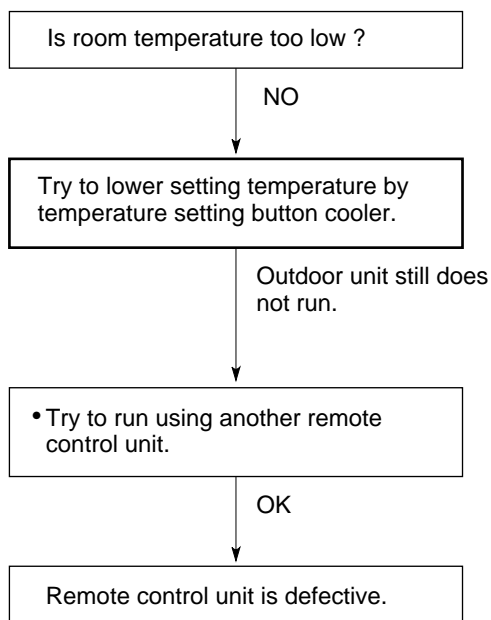 Is room temperature too low ?
NO
Try to lower setting temperature by
temperature setting button cooler.
Outdoor unit still does
not run.
• Try to run using another remote
control unit.
OK
Remote control unit is defective.